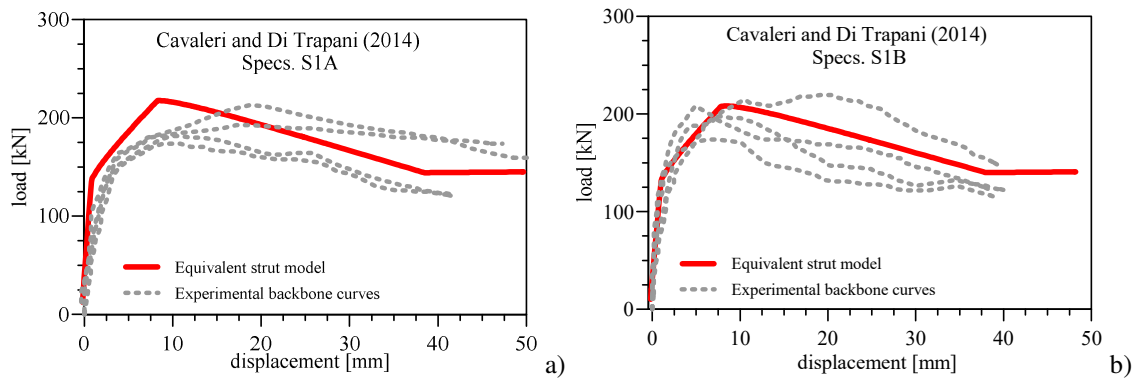 300
200
100
0
load [kN]
Cavaleri and Di Trapani (2014)
Specs. S1A
Equivalent strut model
Experimental backbone curves
0 10 20 30 40 50
displacement [mm]
a)
300
200
100
0
load [kN]
Cavaleri and Di Trapani (2014)
Specs. S1B
Equivalent strut model
Experimental backbone curves
0 10 20 30 40 50
displacement [mm]
b)